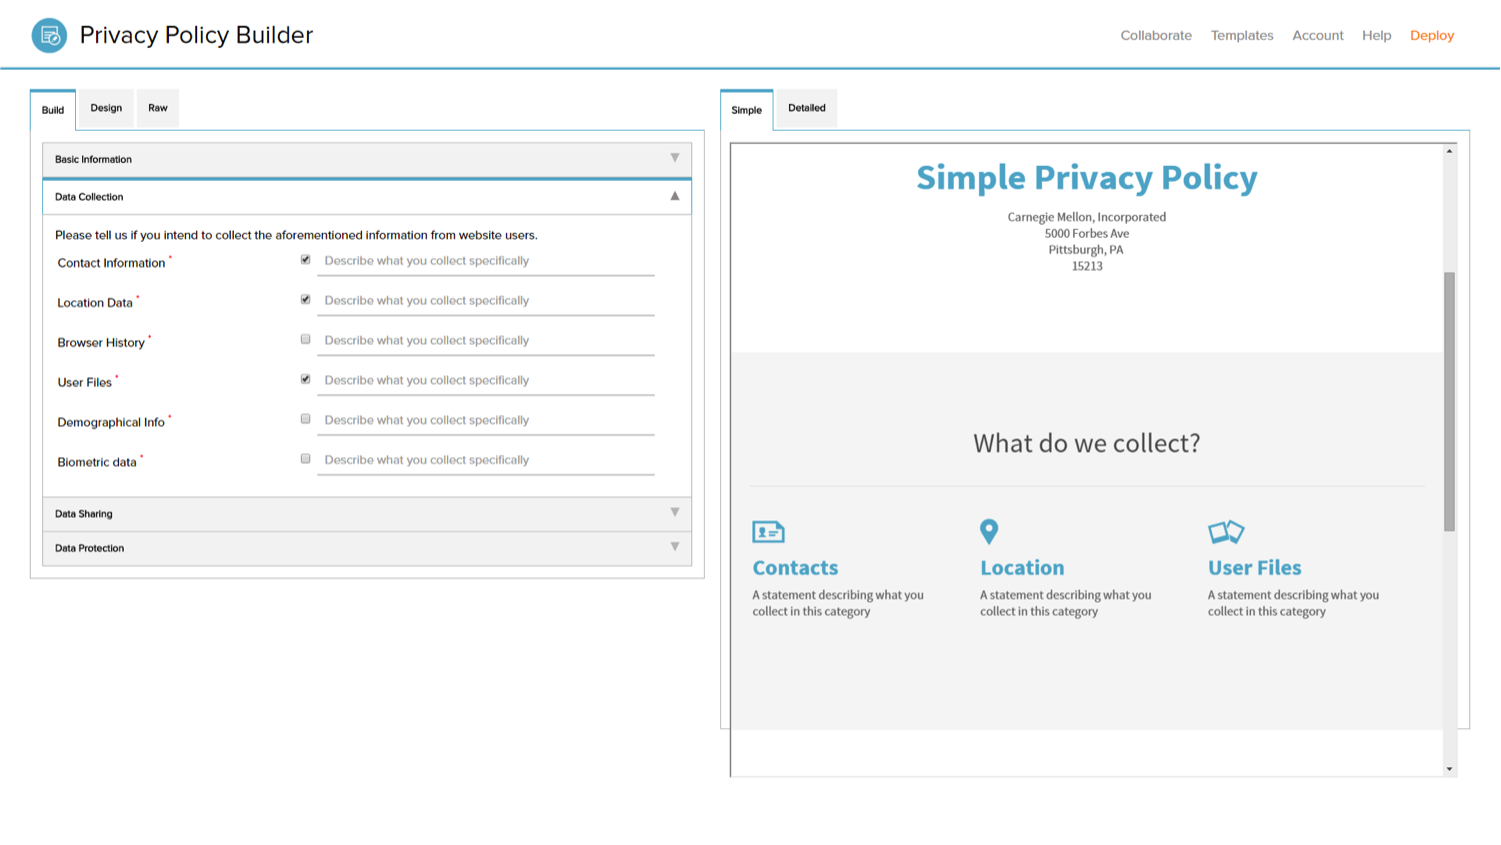 Privacy Policy Builder
Collaborate Templates Account Help Deploy
Build Design Raw
Basic Information
Data Collection
Please tell us if you intend to collect the aforementioned information from website users.
Contact Information * Describe what you collect specifically
Location Data * Describe what you collect specifically
Browser History * Describe what you collect specifically
User Files * Describe what you collect specifically
Demographical Info * Describe what you collect specifically
Biometric data * Describe what you collect specifically
Data Sharing
Data Protection
Simple Detailed
Simple Privacy Policy
Carnegie Mellon, Incorporated
5000 Forbes Ave
Pittsburgh, PA
15213
What do we collect?
Contacts
A statement describing what you
collect in this category
Location
A statement describing what you
collect in this category
User Files
A statement describing what you
collect in this category